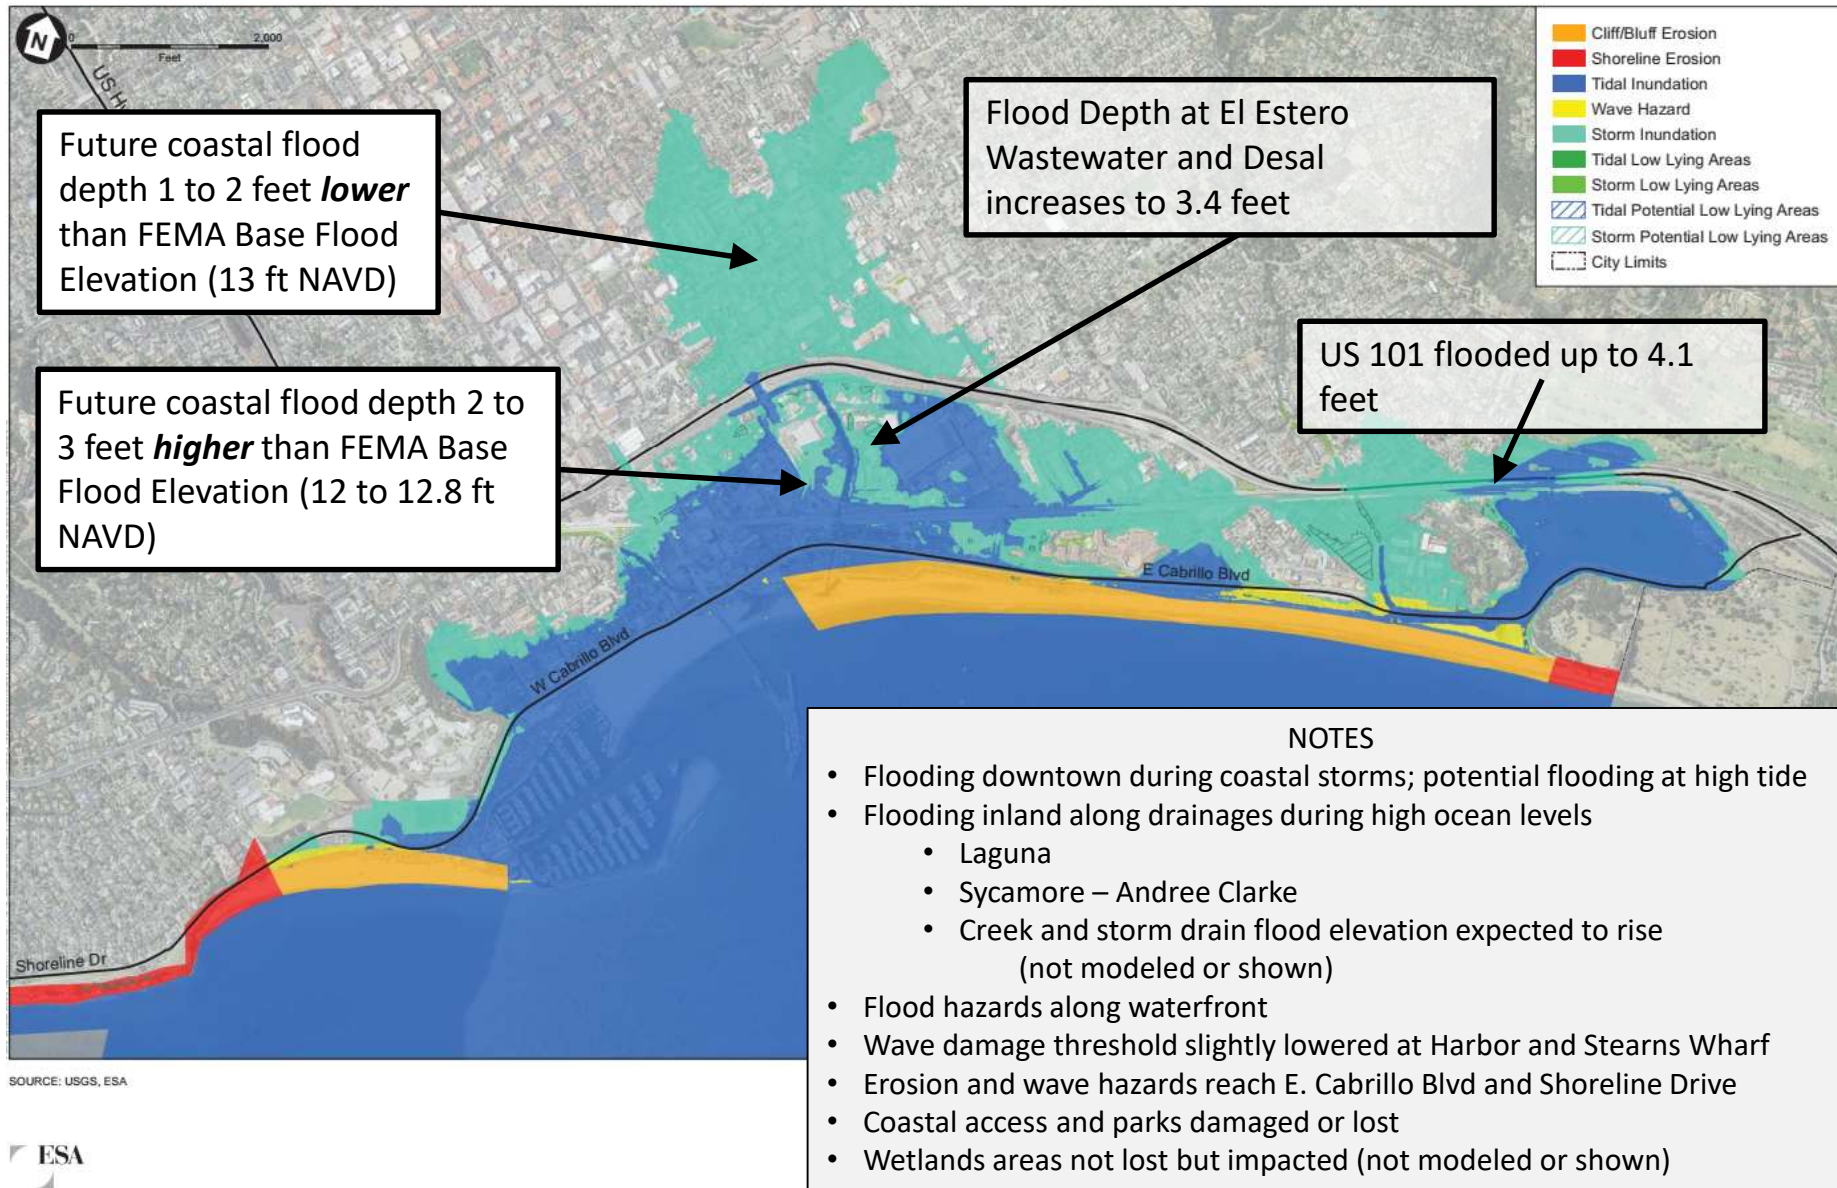 N
0 2,000
Feet
US H
Cliff/Bluff Erosion
Shoreline Erosion
Tidal Inundation
Wave Hazard
Storm Inundation
Tidal Low Lying Areas
Storm Low Lying Areas
Tidal Potential Low Lying Areas
Storm Potential Low Lying Areas
City Limits
Future coastal flood
depth 1 to 2 feet lower
than FEMA Base Flood
Elevation (13 ft NAVD)
Flood Depth at El Estero
Wastewater and Desal
increases to 3.4 feet
US 101 flooded up to 4.1
feet
Future coastal flood depth 2 to
3 feet higher than FEMA Base
Flood Elevation (12 to 12.8 ft
NAVD)
E Cabrillo Blvd
W Cabrillo Blvd
Shoreline Dr
NOTES
• Flooding downtown during coastal storms; potential flooding at high tide
• Flooding inland along drainages during high ocean levels
• Laguna
• Sycamore – Andree Clarke
• Creek and storm drain flood elevation expected to rise
(not modeled or shown)
• Flood hazards along waterfront
• Wave damage threshold slightly lowered at Harbor and Stearns Wharf
• Erosion and wave hazards reach E. Cabrillo Blvd and Shoreline Drive
• Coastal access and parks damaged or lost
• Wetlands areas not lost but impacted (not modeled or shown)
SOURCE: USGS, ESA
ESA